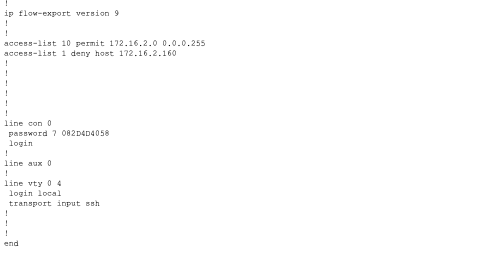 !
ip flow-export version 9
!
!
access-list 10 permit 172.16.2.0 0.0.0.255
access-list 1 deny host 172.16.2.160
!
!
!
!
!
!
line con 0
 password 7 082D4D4058
 login
!
line aux 0
!
line vty 0 4
 login local
 transport input ssh
!
!
!
end